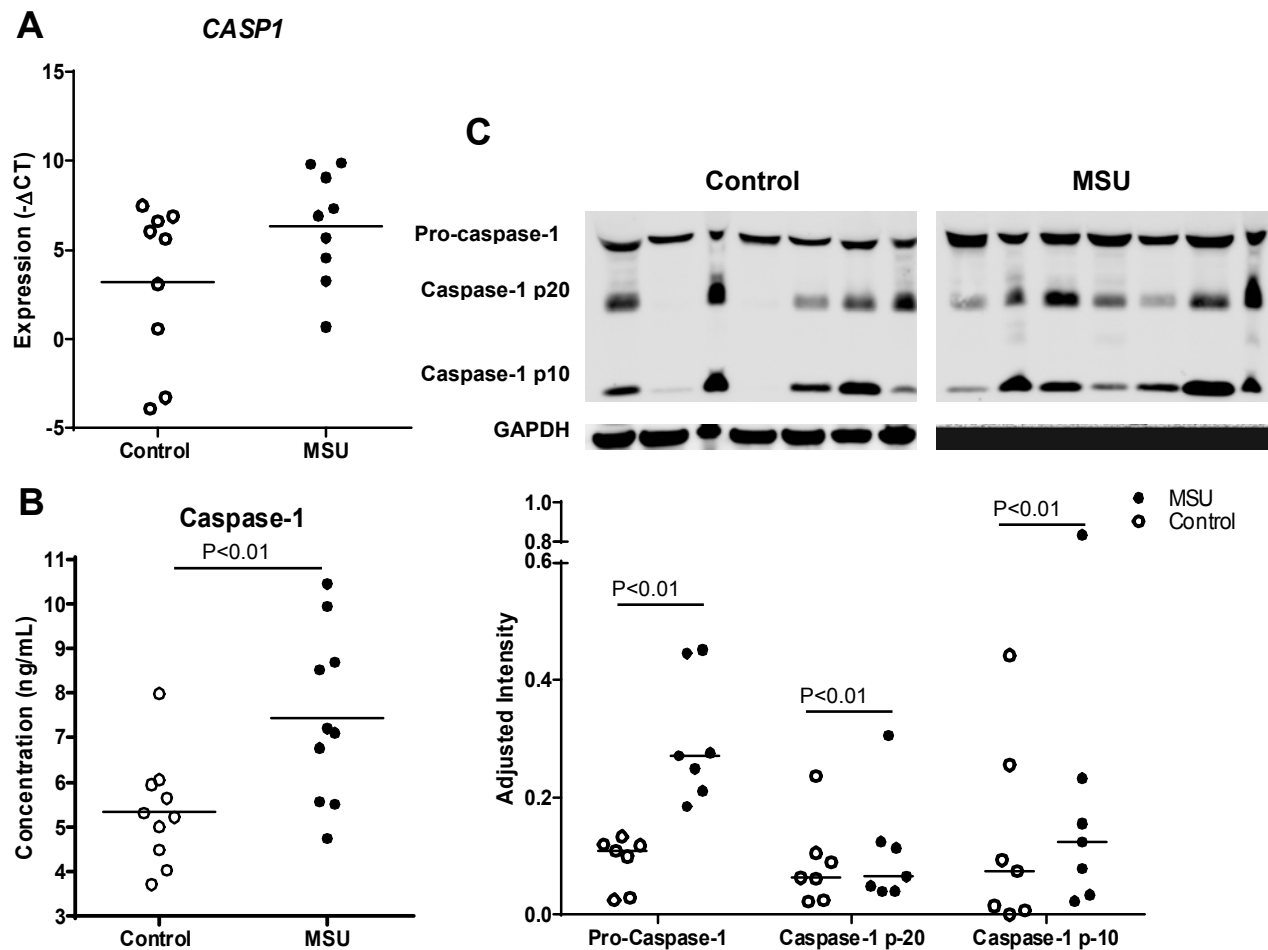 A
CASP1
Expression (-ΔCT)
15
10
5
0
-5
Control
MSU
C
Control
MSU
Pro-caspase-1
Caspase-1 p20
Caspase-1 p10
GAPDH
B
Caspase-1
P<0.01
Concentration (ng/mL)
11
10
9
8
7
6
5
4
3
Control
MSU
MSU
Control
Adjusted Intensity
1.0
0.8
0.6
0.4
0.2
0.0
P<0.01
P<0.01
P<0.01
Pro-Caspase-1
Caspase-1 p-20
Caspase-1 p-10